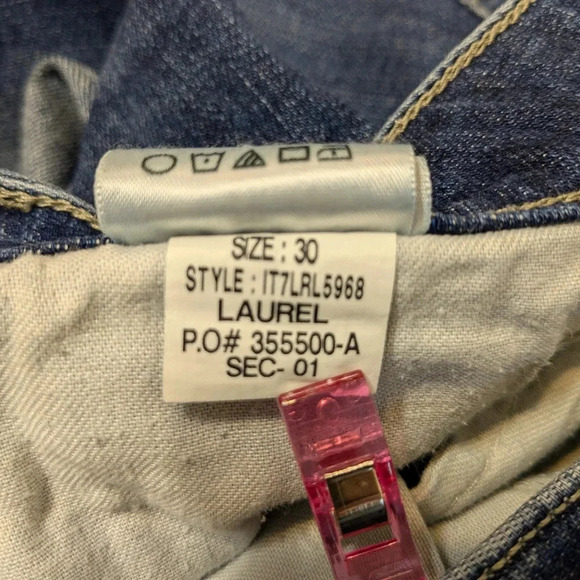 SIZE: 30
STYLE: IT7LRL5968
LAUREL
P.O# 355500-A
SEC- 01